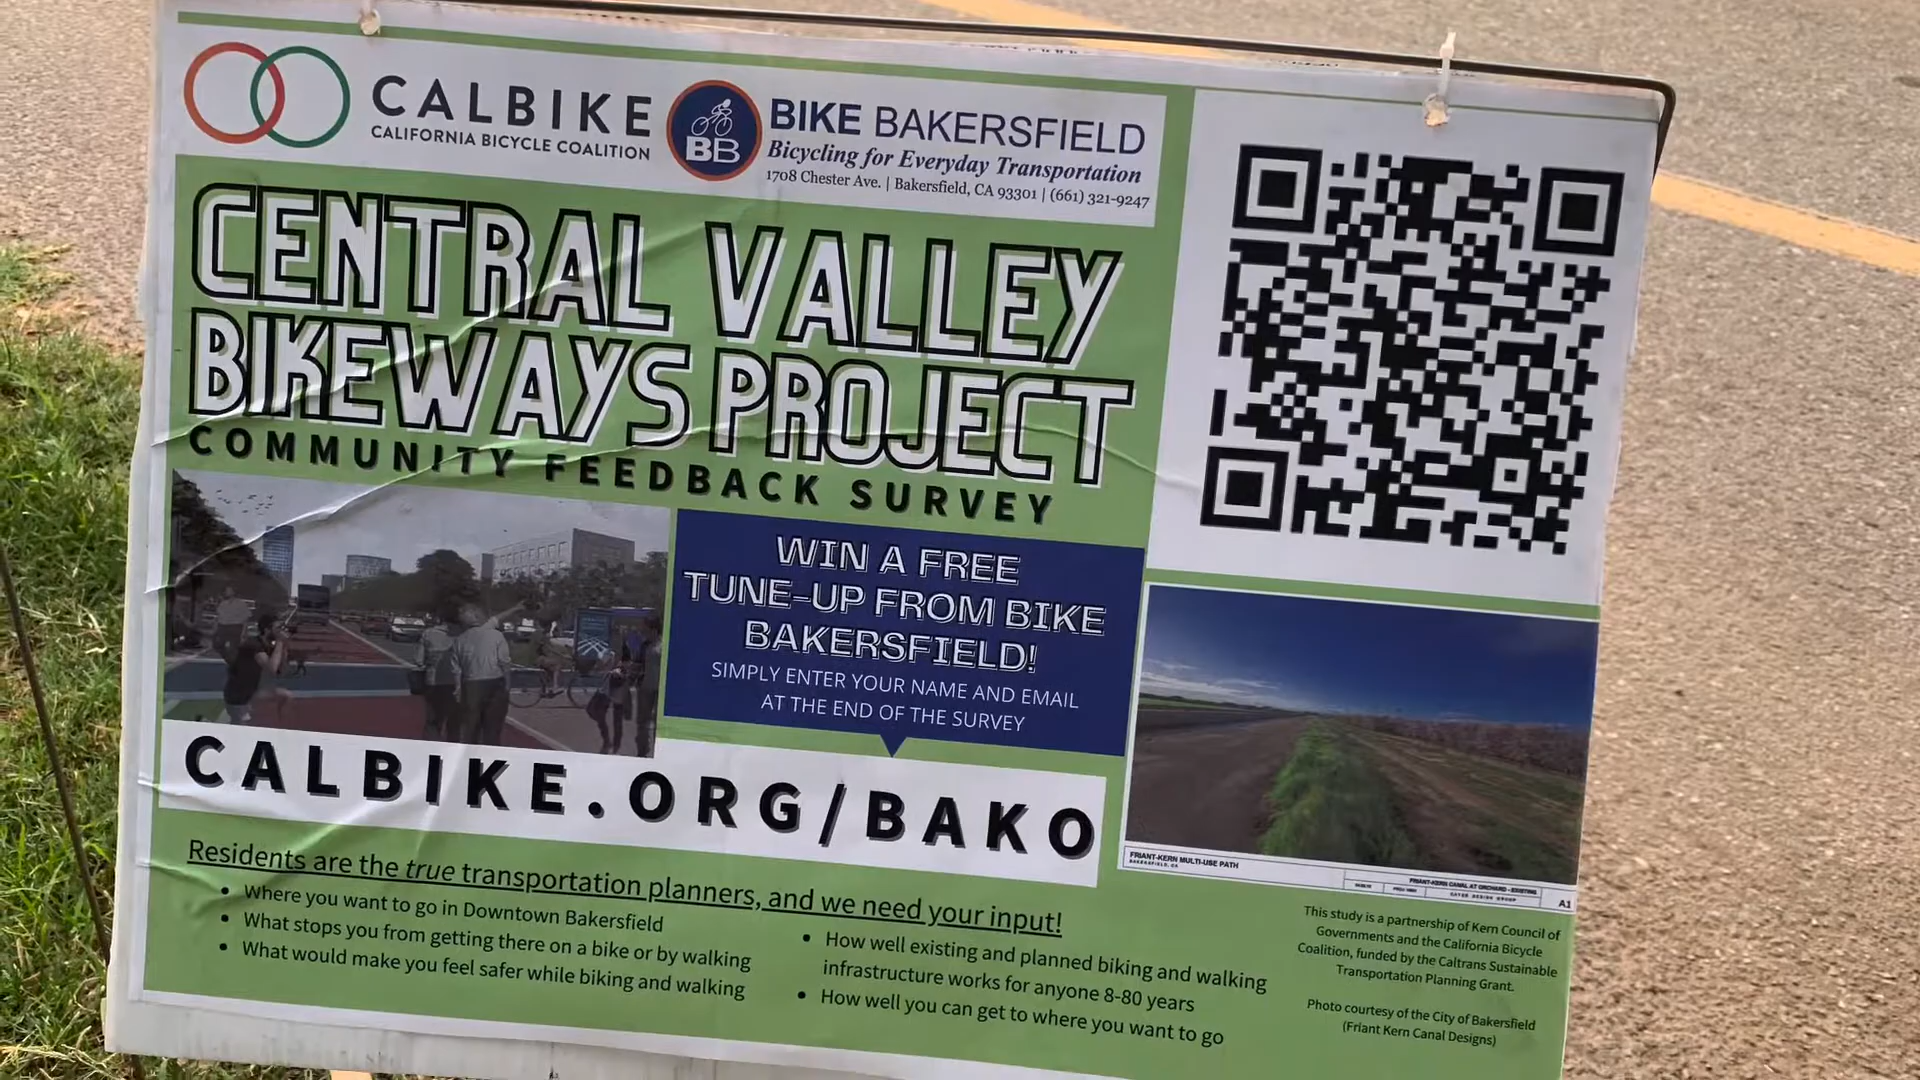 CALBIKE
CALIFORNIA BICYCLE COALITION
BB
BIKE BAKERSFIELD
Bicycling for Everyday Transportation
1708 Chester Ave. | Bakersfield, CA 93301 | (661) 321-9247
CENTRAL VALLEY
BIKEWAYS PROJECT
COMMUNITY FEEDBACK SURVEY
WIN A FREE
TUNE-UP FROM BIKE
BAKERSFIELD!
SIMPLY ENTER YOUR NAME AND EMAIL
AT THE END OF THE SURVEY
CALBIKE.ORG/BAKO
FRIANT-KERN MULTI-USE PATH
BAKERSFIELD, CA
FRIANT-KERN CANAL AT ORCHARD - EXISTING
A1
Residents are the true transportation planners, and we need your input!
• Where you want to go in Downtown Bakersfield
• What stops you from getting there on a bike or by walking
• What would make you feel safer while biking and walking
• How well existing and planned biking and walking
infrastructure works for anyone 8-80 years
• How well you can get to where you want to go
This study is a partnership of Kern Council of
Governments and the California Bicycle
Coalition, funded by the Caltrans Sustainable
Transportation Planning Grant.
Photo courtesy of the City of Bakersfield
(Friant Kern Canal Designs)